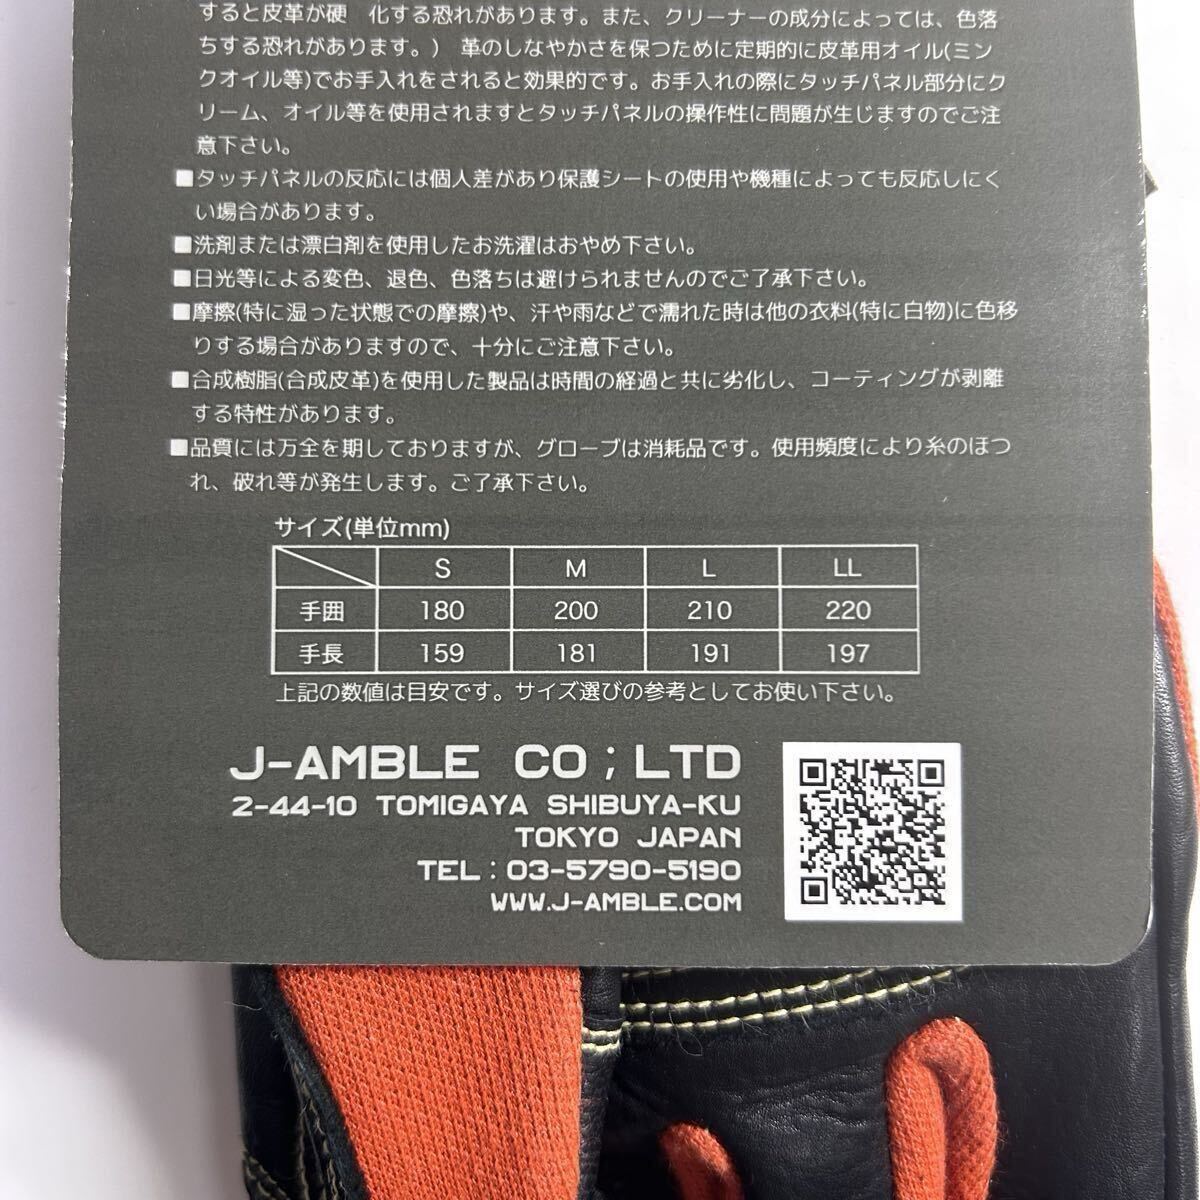 すると皮革が硬　化する恐れがあります。また、クリーナーの成分によっては、色落
ちする恐れがあります。)　革のしなやかさを保つために定期的に皮革用オイル(ミン
クオイル等)でお手入れをされると効果的です。お手入れの際にタッチパネル部分にク
リーム、オイル等を使用されますとタッチパネルの操作性に問題が生じますのでご注
意下さい。
■タッチパネルの反応には個人差があり保護シートの使用や機種によっても反応しにく
い場合があります。
■洗剤または漂白剤を使用したお洗濯はおやめ下さい。
■日光等による変色、退色、色落ちは避けられませんのでご了承下さい。
■摩擦(特に湿った状態での摩擦)や、汗や雨などで濡れた時は他の衣料(特に白物)に色移
りする場合がありますので、十分にご注意下さい。
■合成樹脂(合成皮革)を使用した製品は時間の経過と共に劣化し、コーティングが剥離
する特性があります。
■品質には万全を期しておりますが、グローブは消耗品です。使用頻度により糸のほつ
れ、破れ等が発生します。ご了承下さい。
サイズ(単位mm)
S M L LL
手囲 180 200 210 220
手長 159 181 191 197
上記の数値は目安です。サイズ選びの参考としてお使い下さい。
J-AMBLE CO ; LTD
2-44-10 TOMIGAYA SHIBUYA-KU
TOKYO JAPAN
TEL : 03-5790-5190
WWW.J-AMBLE.COM